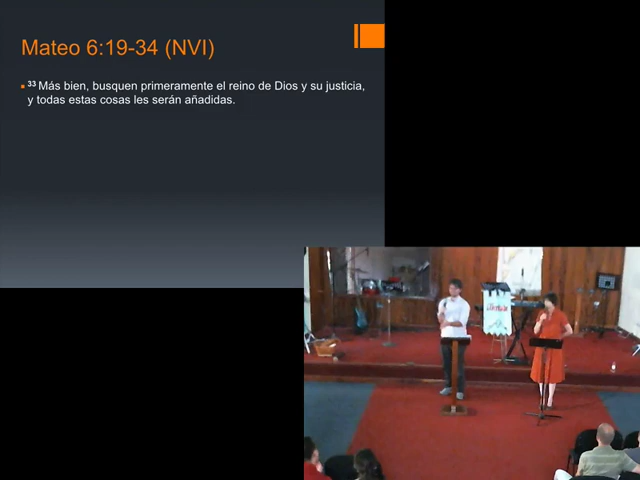 Mateo 6:19-34 (NVI)
33 Más bien, busquen primeramente el reino de Dios y su justicia,
y todas estas cosas les serán añadidas.